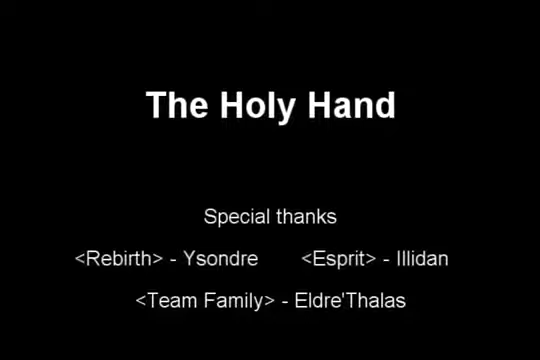 The Holy Hand
Special thanks
<Rebirth> - Ysondre <Esprit> - Illidan
<Team Family> - Eldre'Thalas